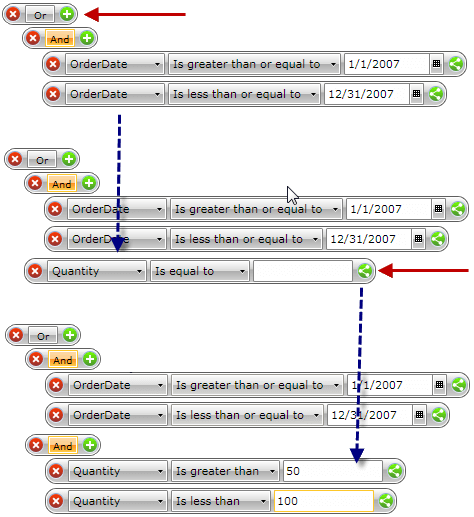 Or
And
OrderDate Is greater than or equal to 1/1/2007
OrderDate Is less than or equal to 12/31/2007
Or
And
OrderDate Is greater than or equal to 1/1/2007
OrderDate Is less than or equal to 12/31/2007
Quantity Is equal to
Or
And
OrderDate Is greater than or equal to 1/1/2007
OrderDate Is less than or equal to 12/31/2007
And
Quantity Is greater than 50
Quantity Is less than 100